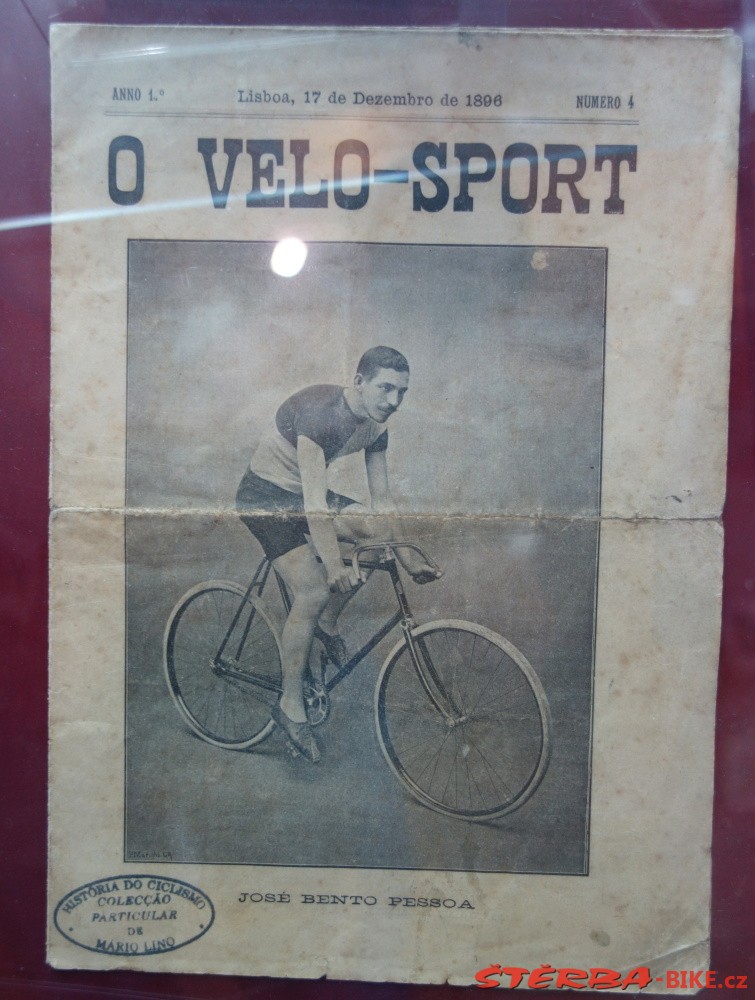 ANNO 1.º Lisboa, 17 de Dezembro de 1896 NUMERO 4
O VELO-SPORT
JOSÉ BENTO PESSOA
HISTÓRIA DO CICLISMO
COLECÇÃO
PARTICULAR
DE
MÁRIO LINO
ŠTĚRBA-BIKE.cz